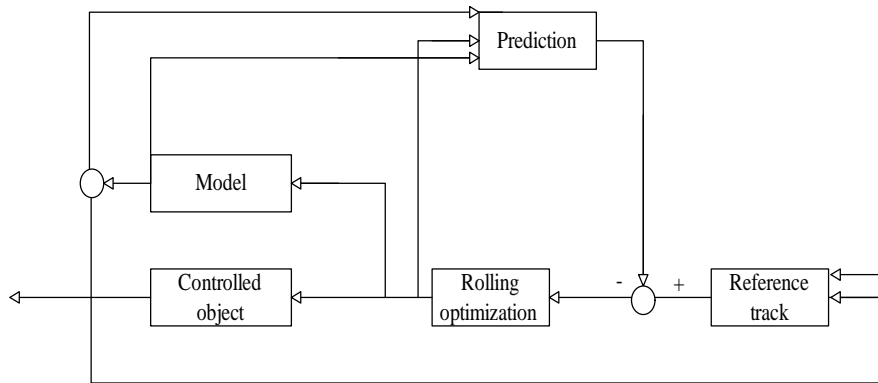 Prediction
Model
Controlled
object
Rolling
optimization
-
+
Reference
track